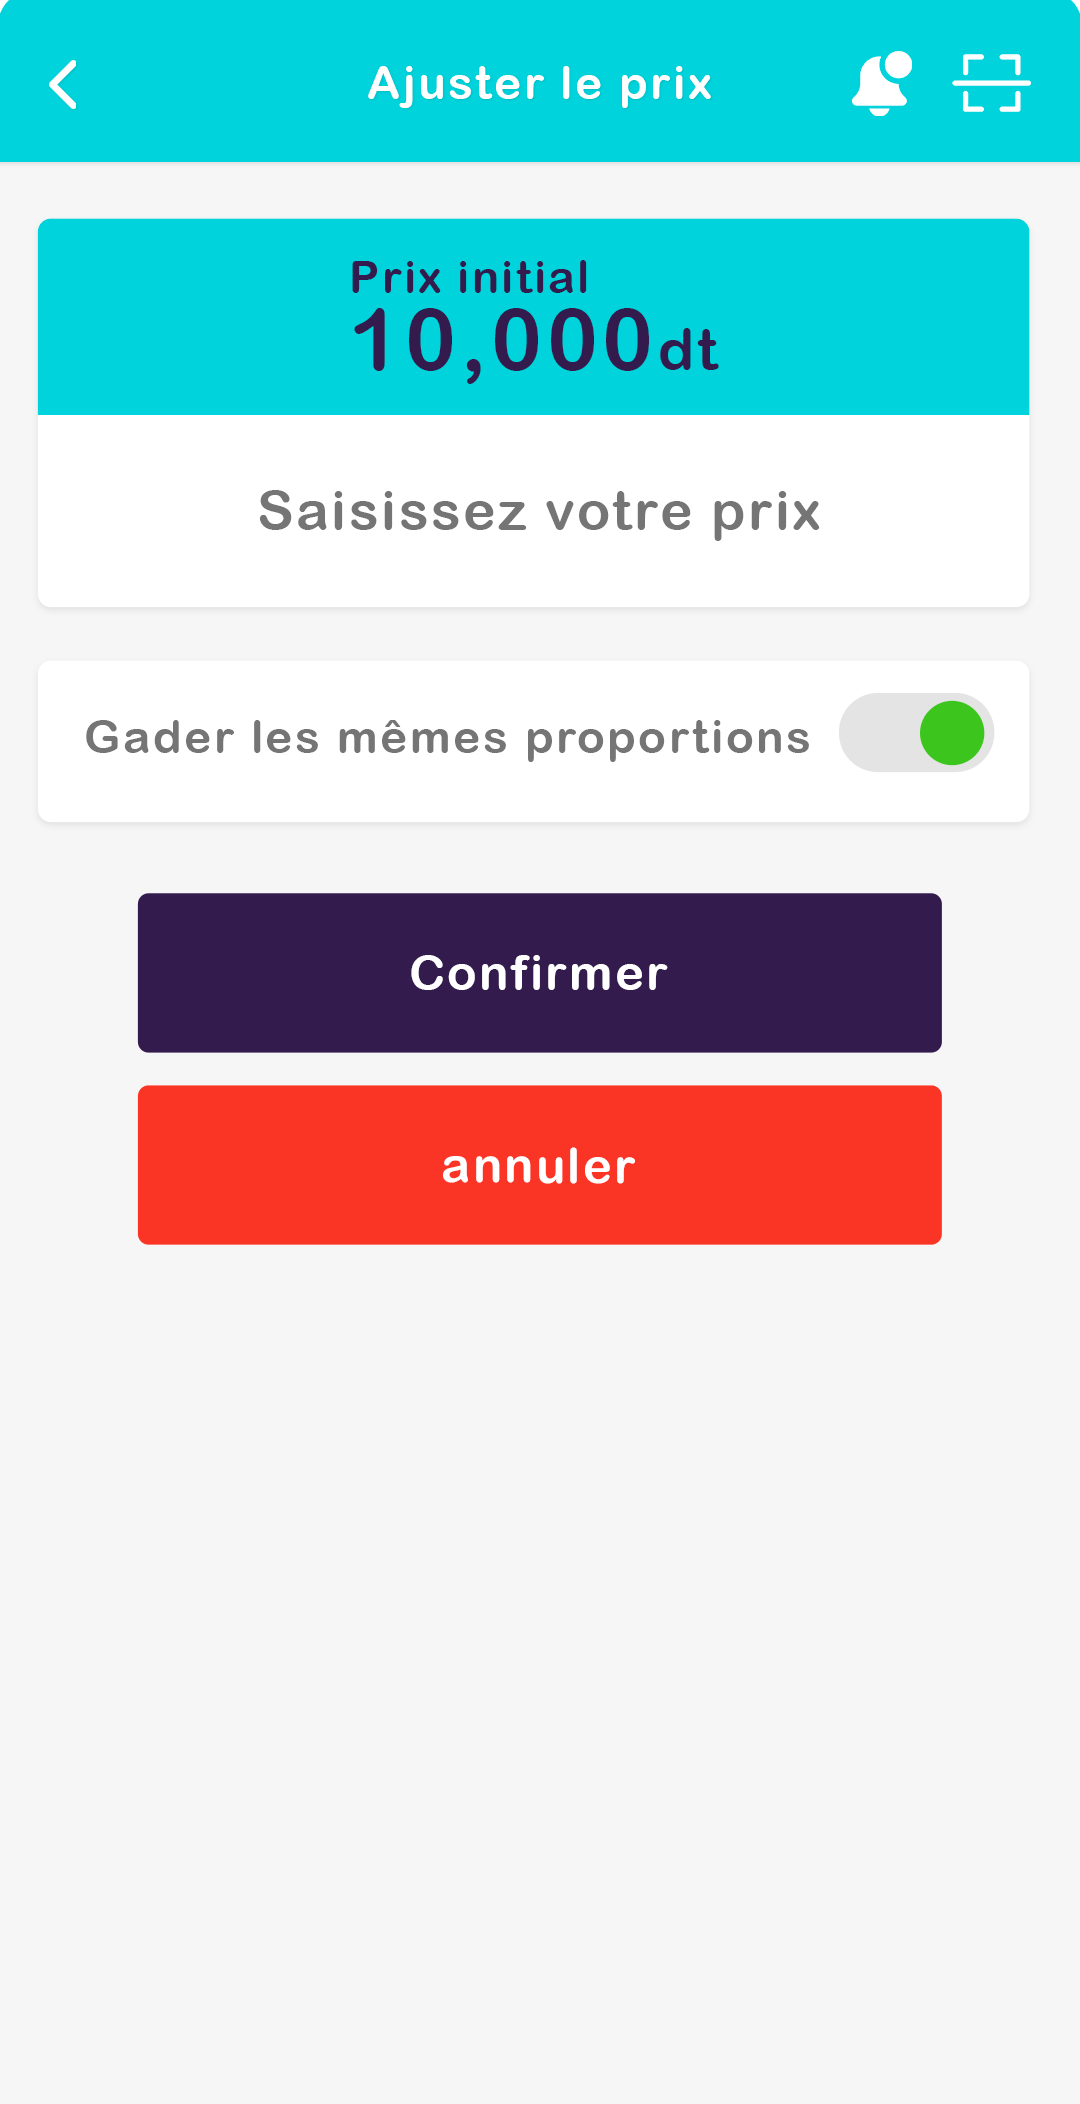 Ajuster le prix
Prix initial
10,000dt
Saisissez votre prix
Gader les mêmes proportions
Confirmer
annuler